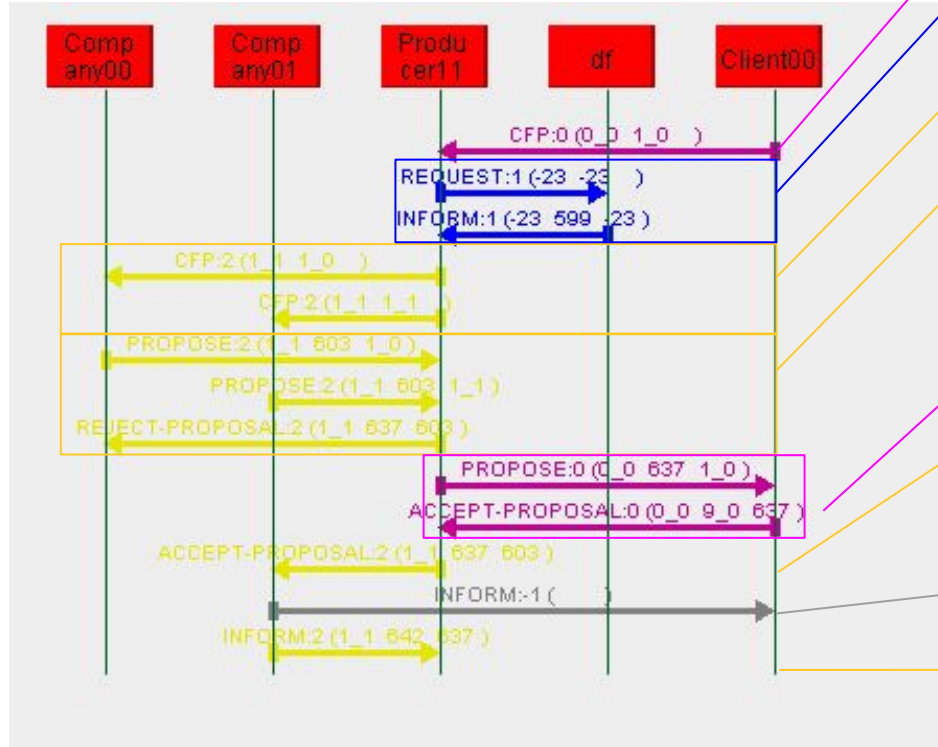 Comp
any00
Comp
any01
Produ
cer11
df
Client00
CFP:0 (0_0 1_0 )
REQUEST:1 (-23 -23 )
INFORM:1 (-23 599 -23 )
CFP:2 (1_1 1_0 )
CFP:2 (1_1 1_1 )
PROPOSE:2 (1_1 603 1_0 )
PROPOSE:2 (1_1 603 1_1 )
REJECT-PROPOSAL:2 (1_1 637 603 )
PROPOSE:0 (0_0 637 1_0 )
ACCEPT-PROPOSAL:0 (0_0 9_0 637 )
ACCEPT-PROPOSAL:2 (1_1 637 603 )
INFORM:-1 ( )
INFORM:2 (1_1 642 637 )